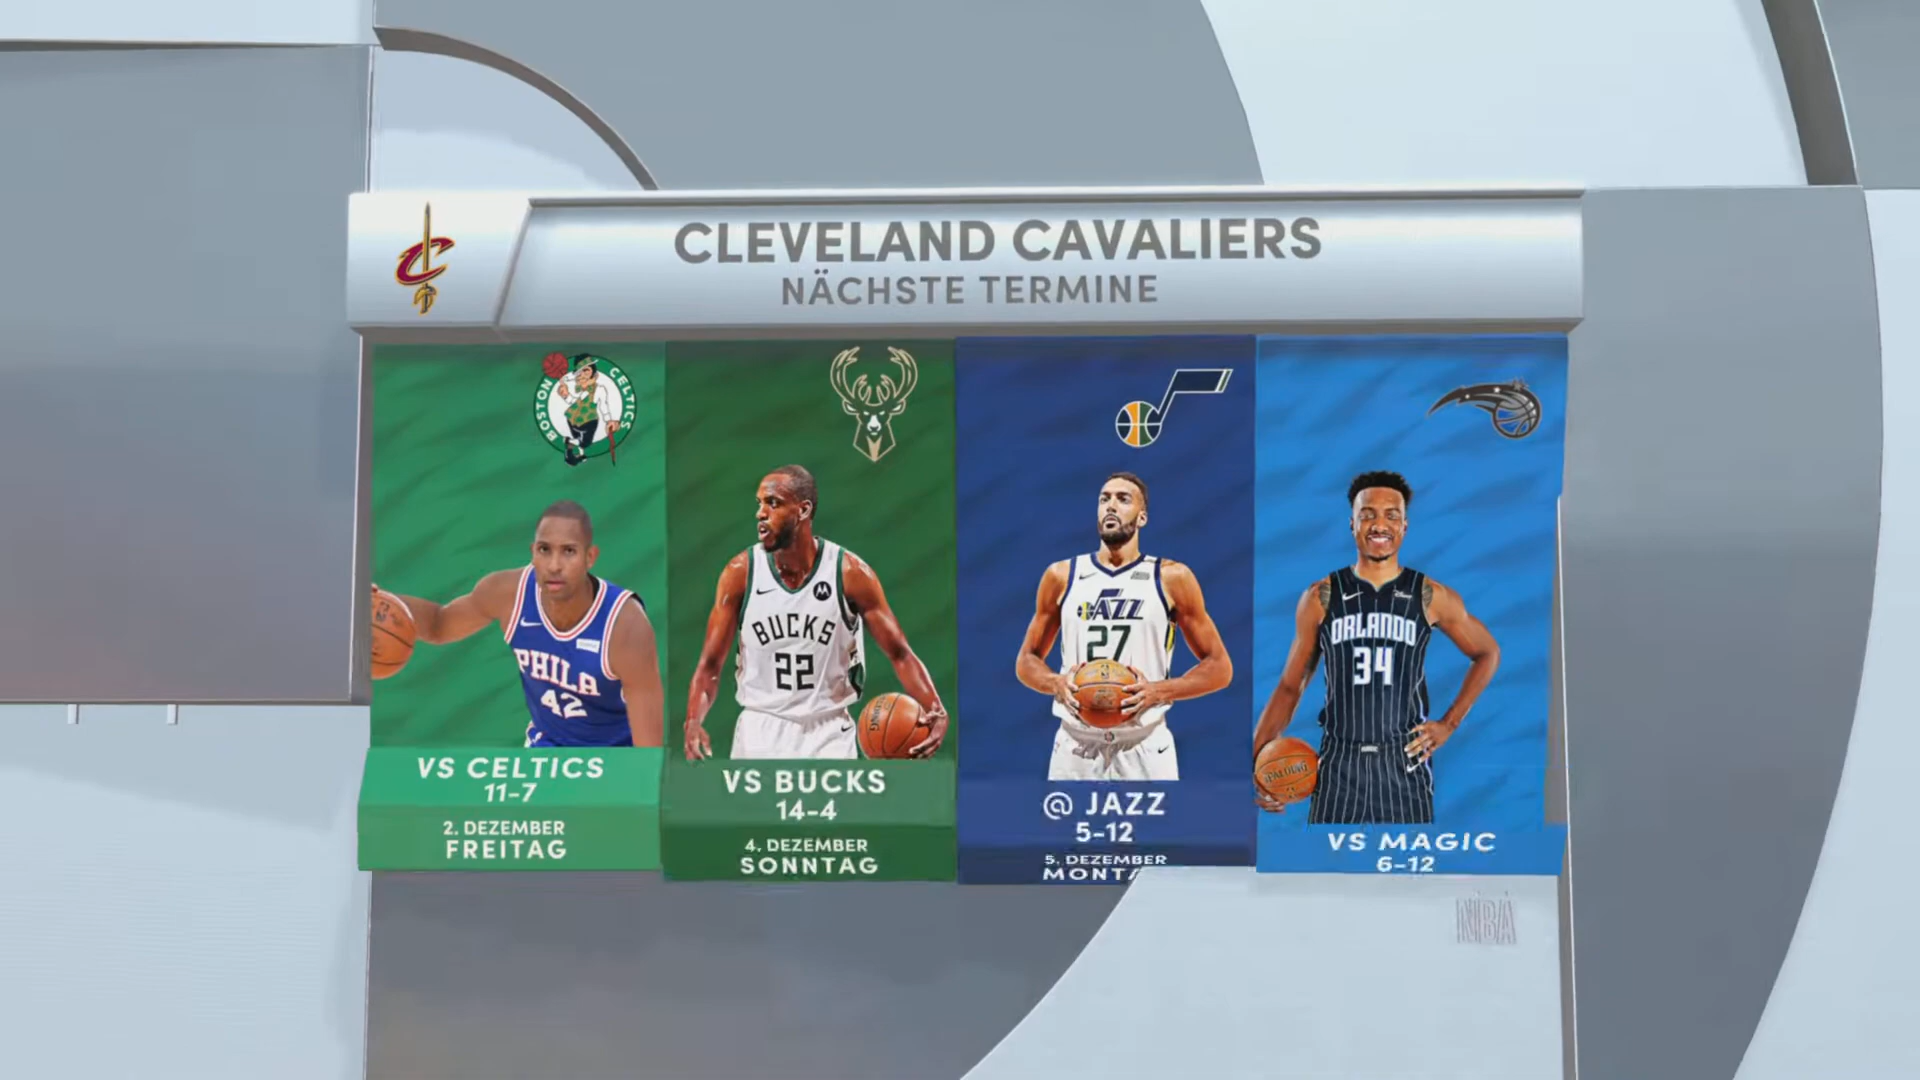 CLEVELAND CAVALIERS
NÄCHSTE TERMINE
BOSTON CELTICS
PHILA
42
VS CELTICS
11-7
2. DEZEMBER
FREITAG
BUCKS
22
VS BUCKS
14-4
4. DEZEMBER
SONNTAG
JAZZ
27
@ JAZZ
5-12
5. DEZEMBER
ORLANDO
34
SPALDING
VS MAGIC
6-12
NBA